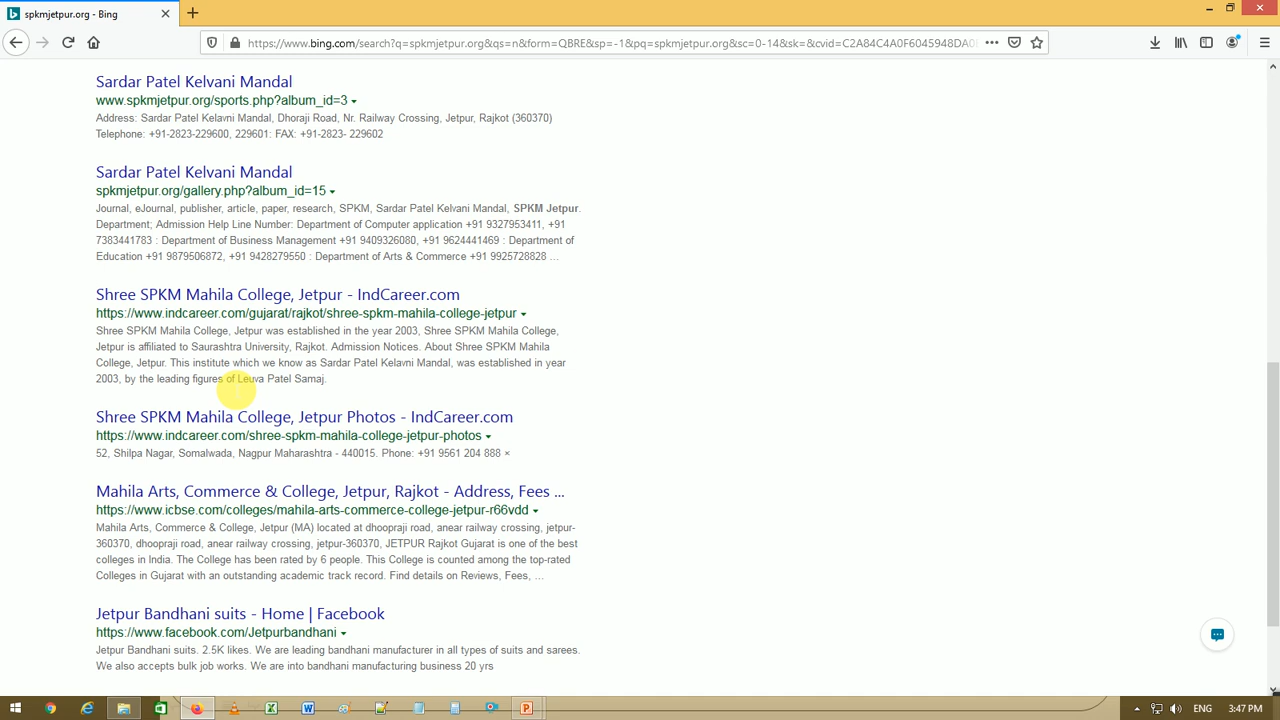 spkmjetpur.org - Bing
https://www.bing.com/search?q=spkmjetpur.org&qs=n&form=QBRE&sp=-1&pq=spkmjetpur.org&sc=0-14&sk=&cvid=C2A84C4A0F6045948DA0
Sardar Patel Kelvani Mandal
www.spkmjetpur.org/sports.php?album_id=3
Address: Sardar Patel Kelavni Mandal, Dhoraji Road, Nr. Railway Crossing, Jetpur, Rajkot (360370)
Telephone: +91-2823-229600, 229601: FAX: +91-2823- 229602
Sardar Patel Kelvani Mandal
spkmjetpur.org/gallery.php?album_id=15
Journal, eJournal, publisher, article, paper, research, SPKM, Sardar Patel Kelvani Mandal, SPKM Jetpur.
Department; Admission Help Line Number: Department of Computer application +91 9327953411, +91
7383441783 : Department of Business Management +91 9409326080, +91 9624441469 : Department of
Education +91 9879506872, +91 9428279550 : Department of Arts & Commerce +91 9925728828 ...
Shree SPKM Mahila College, Jetpur - IndCareer.com
https://www.indcareer.com/gujarat/rajkot/shree-spkm-mahila-college-jetpur
Shree SPKM Mahila College, Jetpur was established in the year 2003, Shree SPKM Mahila College,
Jetpur is affiliated to Saurashtra University, Rajkot. Admission Notices. About Shree SPKM Mahila
College, Jetpur. This institute which we know as Sardar Patel Kelavni Mandal, was established in year
2003, by the leading figures of Leuva Patel Samaj.
Shree SPKM Mahila College, Jetpur Photos - IndCareer.com
https://www.indcareer.com/shree-spkm-mahila-college-jetpur-photos
52, Shilpa Nagar, Somalwada, Nagpur Maharashtra - 440015. Phone: +91 9561 204 888 ×
Mahila Arts, Commerce & College, Jetpur, Rajkot - Address, Fees ...
https://www.icbse.com/colleges/mahila-arts-commerce-college-jetpur-r66vdd
Mahila Arts, Commerce & College, Jetpur (MA) located at dhoopraji road, anear railway crossing, jetpur-
360370, dhoopraji road, anear railway crossing, jetpur-360370, JETPUR Rajkot Gujarat is one of the best
colleges in India. The College has been rated by 6 people. This College is counted among the top-rated
Colleges in Gujarat with an outstanding academic track record. Find details on Reviews, Fees, ...
Jetpur Bandhani suits - Home | Facebook
https://www.facebook.com/Jetpurbandhani
Jetpur Bandhani suits. 2.5K likes. We are leading bandhani manufacturer in all types of suits and sarees.
We also accepts bulk job works. We are into bandhani manufacturing business 20 yrs
3:47 PM